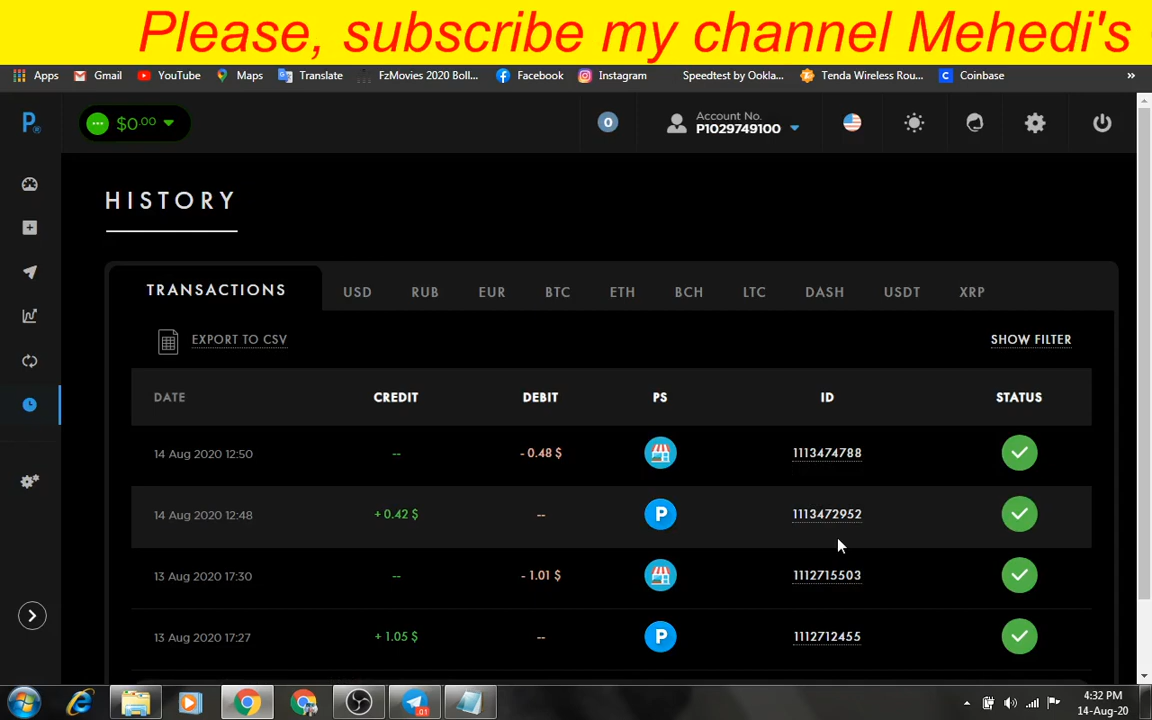 Please, subscribe my channel Mehedi's
Apps Gmail YouTube Maps Translate FzMovies 2020 Boll... Facebook Instagram Speedtest by Ookla... Tenda Wireless Rou... Coinbase »
P $0.00 0 Account No. P1029749100
HISTORY
TRANSACTIONS USD RUB EUR BTC ETH BCH LTC DASH USDT XRP
EXPORT TO CSV SHOW FILTER
DATE CREDIT DEBIT PS ID STATUS
14 Aug 2020 12:50 -- - 0.48 $ 1113474788
14 Aug 2020 12:48 + 0.42 $ -- P 1113472952
13 Aug 2020 17:30 -- - 1.01 $ 1112715503
13 Aug 2020 17:27 + 1.05 $ -- P 1112712455
01 4:32 PM
14-Aug-20